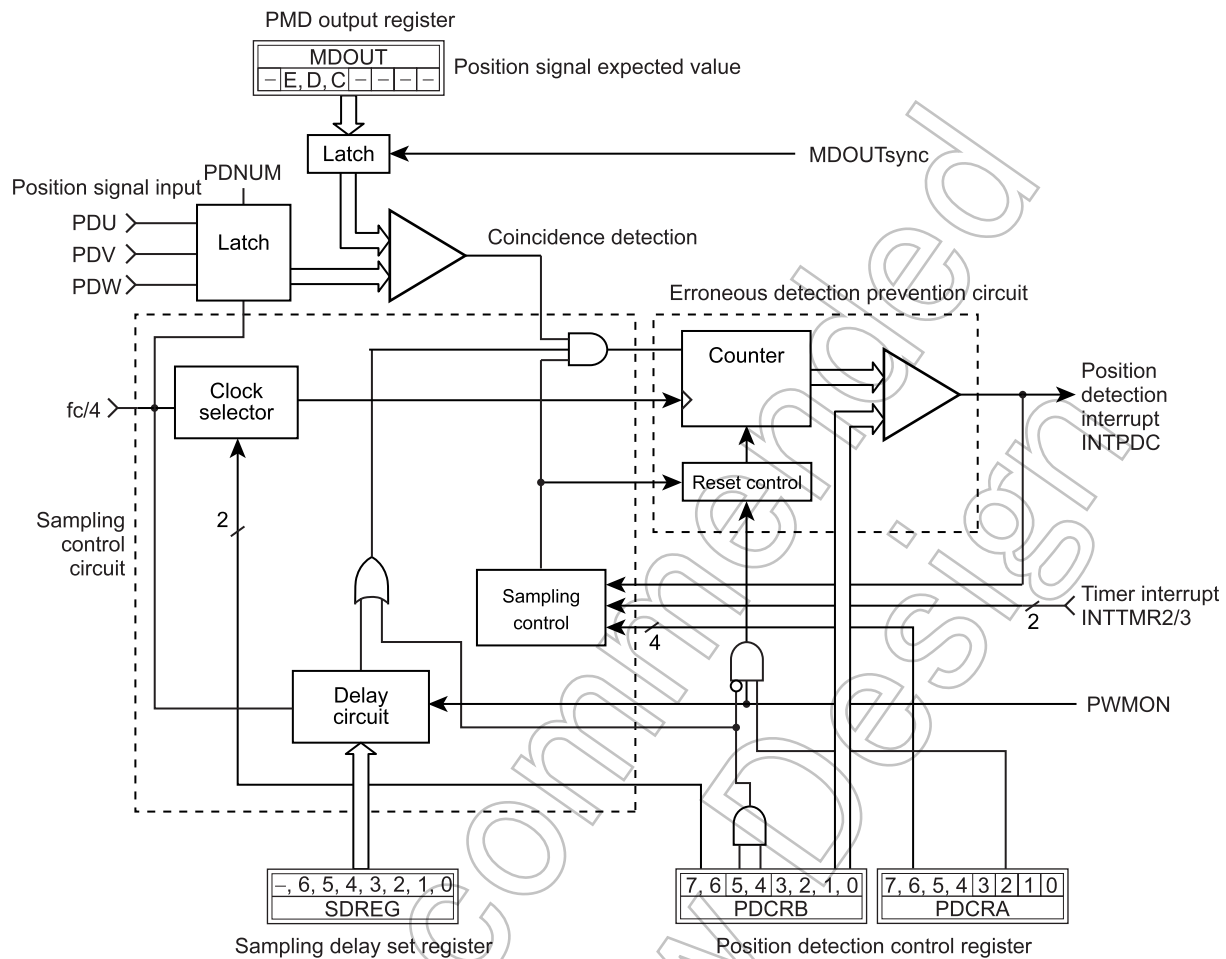 PMD output register
MDOUT
– E, D, C – – – –
Position signal expected value
Latch
MDOUTsync
PDNUM
Position signal input
PDU
PDV
PDW
Latch
Coincidence detection
Erroneous detection prevention circuit
Counter
Clock
selector
fc/4
Position
detection
interrupt
INTPDC
Reset control
2
Sampling
control
circuit
Sampling
control
4
2
Timer interrupt
INTTMR2/3
Delay
circuit
PWMON
–, 6, 5, 4, 3, 2, 1, 0
SDREG
Sampling delay set register
7, 6 5, 4 3, 2, 1, 0
PDCRB
7, 6, 5, 4 3 2 1 0
PDCRA
Position detection control register
commended
w Design